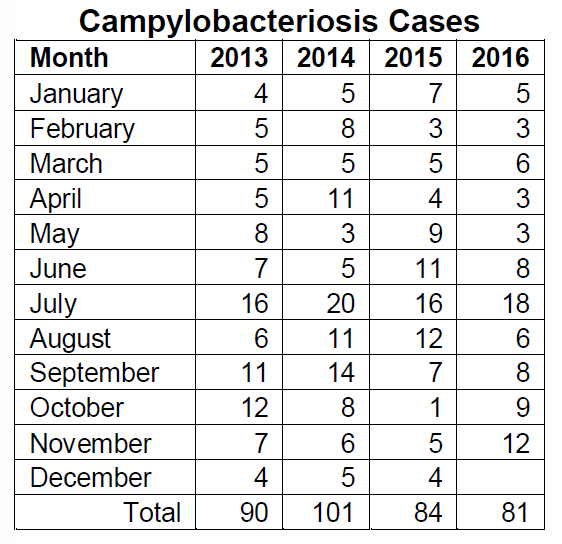 Campylobacteriosis Cases
Month 2013 2014 2015 2016
January 4 5 7 5
February 5 8 3 3
March 5 5 5 6
April 5 11 4 3
May 8 3 9 3
June 7 5 11 8
July 16 20 16 18
August 6 11 12 6
September 11 14 7 8
October 12 8 1 9
November 7 6 5 12
December 4 5 4
Total 90 101 84 81